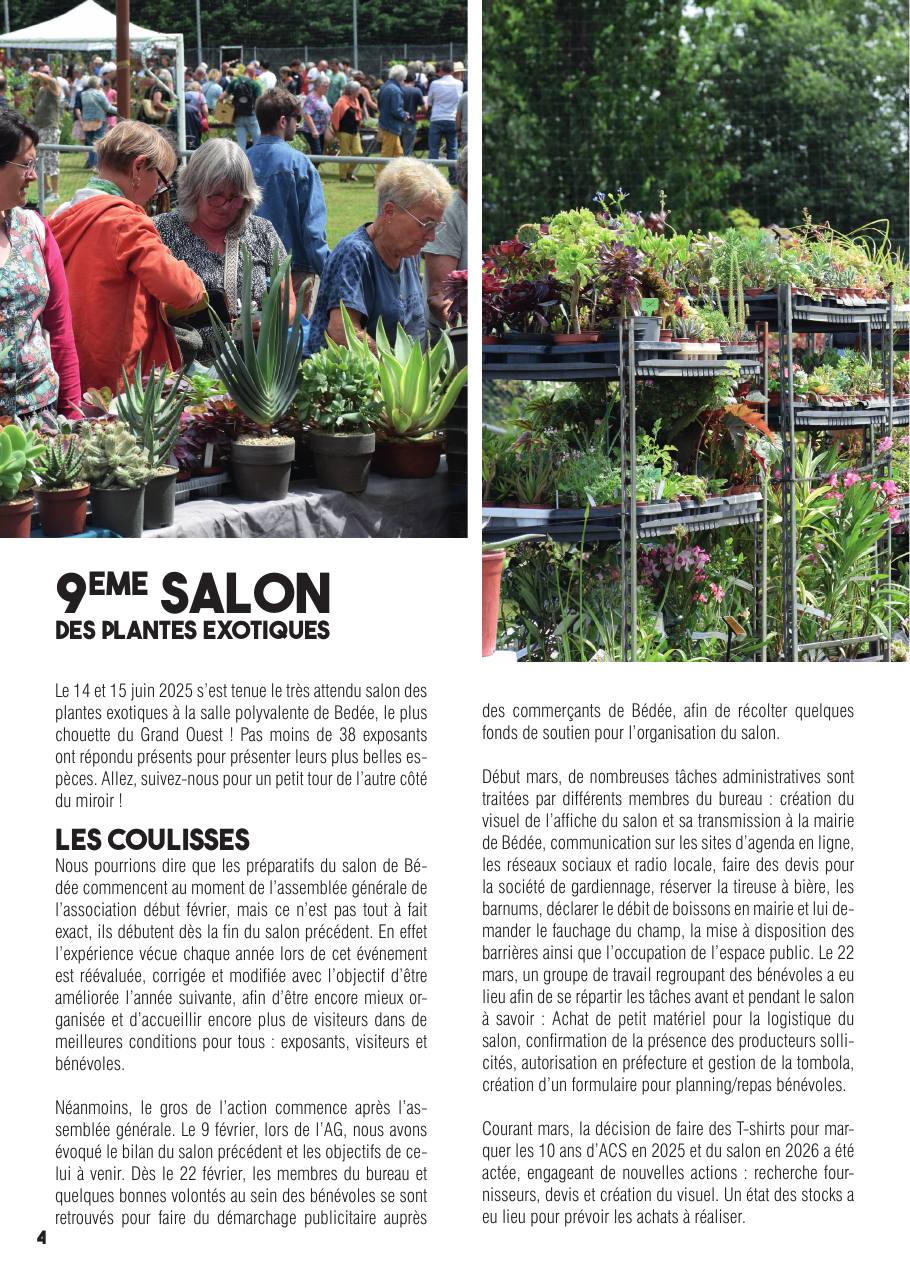 9EME SALON
DES PLANTES EXOTIQUES
Le 14 et 15 juin 2025 s'est tenue le très attendu salon des
plantes exotiques à la salle polyvalente de Bedée, le plus
chouette du Grand Ouest ! Pas moins de 38 exposants
ont répondu présents pour présenter leurs plus belles es-
pèces. Allez, suivez-nous pour un petit tour de l'autre côté
du miroir !
LES COULISSES
Nous pourrions dire que les préparatifs du salon de Bé-
dée commencent au moment de l'assemblée générale de
l'association début février, mais ce n'est pas tout à fait
exact, ils débutent dès la fin du salon précédent. En effet
l'expérience vécue chaque année lors de cet événement
est réévaluée, corrigée et modifiée avec l'objectif d'être
améliorée l'année suivante, afin d'être encore mieux or-
ganisée et d'accueillir encore plus de visiteurs dans de
meilleures conditions pour tous : exposants, visiteurs et
bénévoles.
Néanmoins, le gros de l'action commence après l'as-
semblée générale. Le 9 février, lors de l'AG, nous avons
évoqué le bilan du salon précédent et les objectifs de ce-
lui à venir. Dès le 22 février, les membres du bureau et
quelques bonnes volontés au sein des bénévoles se sont
retrouvés pour faire du démarchage publicitaire auprès
des commerçants de Bédée, afin de récolter quelques
fonds de soutien pour l'organisation du salon.
Début mars, de nombreuses tâches administratives sont
traitées par différents membres du bureau : création du
visuel de l'affiche du salon et sa transmission à la mairie
de Bédée, communication sur les sites d'agenda en ligne,
les réseaux sociaux et radio locale, faire des devis pour
la société de gardiennage, réserver la tireuse à bière, les
barnums, déclarer le débit de boissons en mairie et lui de-
mander le fauchage du champ, la mise à disposition des
barrières ainsi que l'occupation de l'espace public. Le 22
mars, un groupe de travail regroupant des bénévoles a eu
lieu afin de se répartir les tâches avant et pendant le salon
à savoir : Achat de petit matériel pour la logistique du
salon, confirmation de la présence des producteurs solli-
cités, autorisation en préfecture et gestion de la tombola,
création d'un formulaire pour planning/repas bénévoles.
Courant mars, la décision de faire des T-shirts pour mar-
quer les 10 ans d'ACS en 2025 et du salon en 2026 a été
actée, engageant de nouvelles actions : recherche four-
nisseurs, devis et création du visuel. Un état des stocks a
eu lieu pour prévoir les achats à réaliser.
4